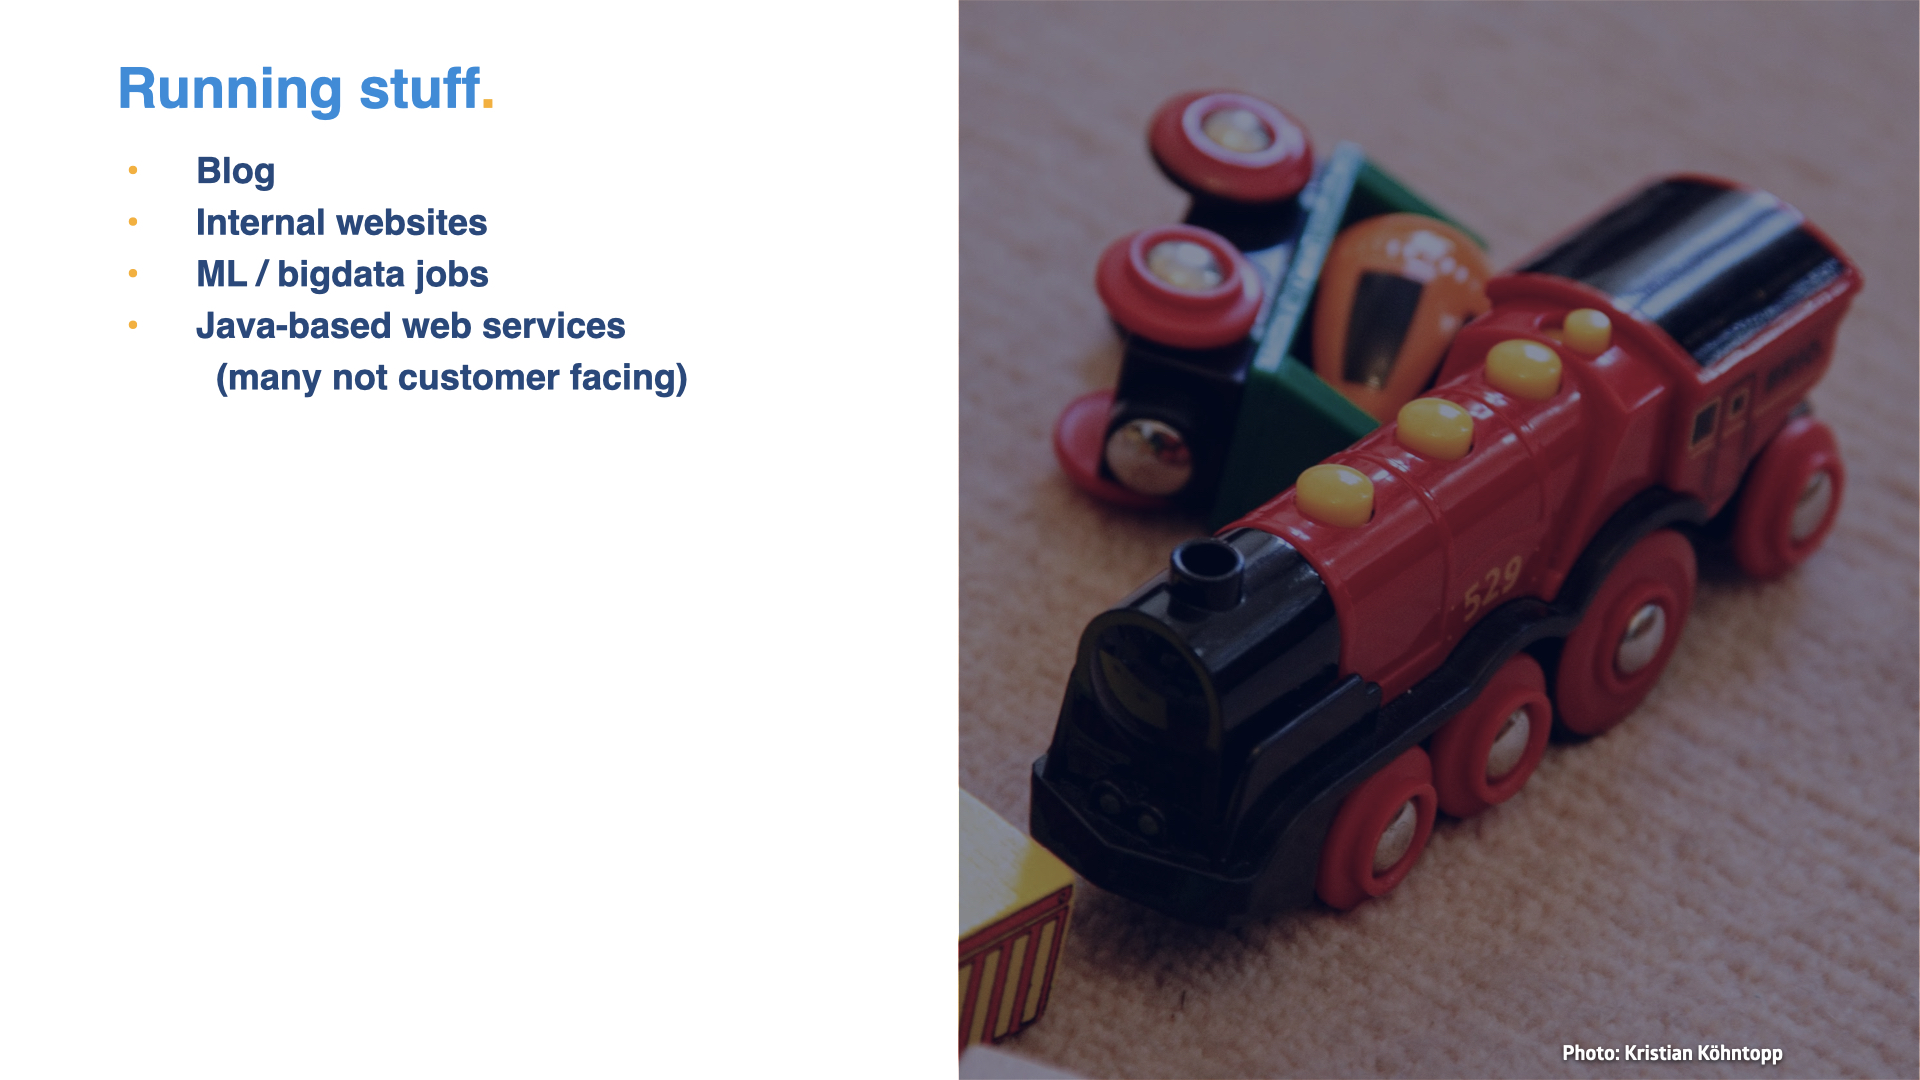 Running stuff.
• Blog
• Internal websites
• ML / bigdata jobs
• Java-based web services
(many not customer facing)
529
Photo: Kristian Köhntopp